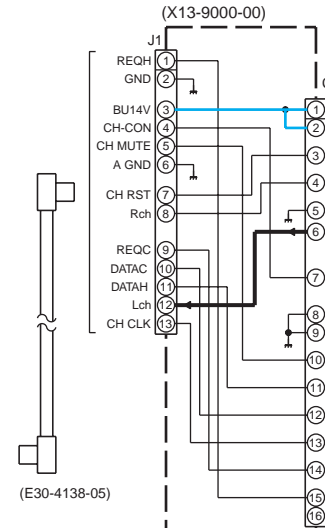 (X13-9000-00)
J1
REQH 1
GND 2
BU14V 3
CH-CON 4
CH MUTE 5
A GND 6
CH RST 7
Rch 8
REQC 9
DATAC 10
DATAH 11
Lch 12
CH CLK 13
1
2
3
4
5
6
7
8
9
10
11
12
13
14
15
16
(E30-4138-05)